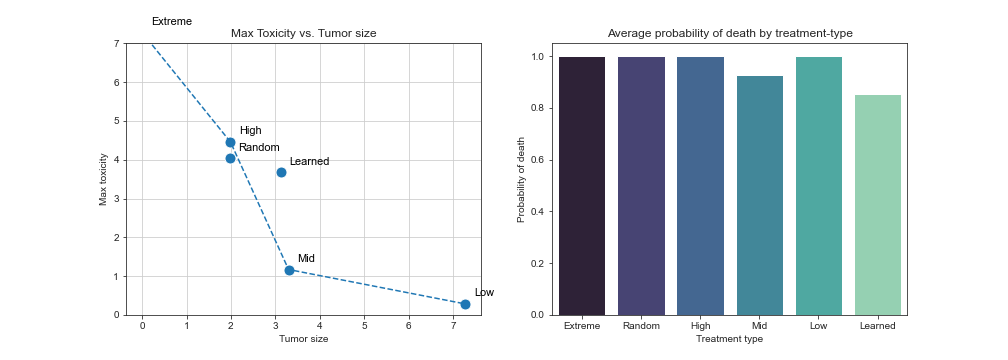 Extreme
Max Toxicity vs. Tumor size
7
6
5
4
3
2
1
0
Max toxicity
High
Random
Learned
Mid
Low
0 1 2 3 4 5 6 7
Tumor size
Average probability of death by treatment-type
1.0
0.8
0.6
0.4
0.2
0.0
Probability of death
Extreme Random High Mid Low Learned
Treatment type